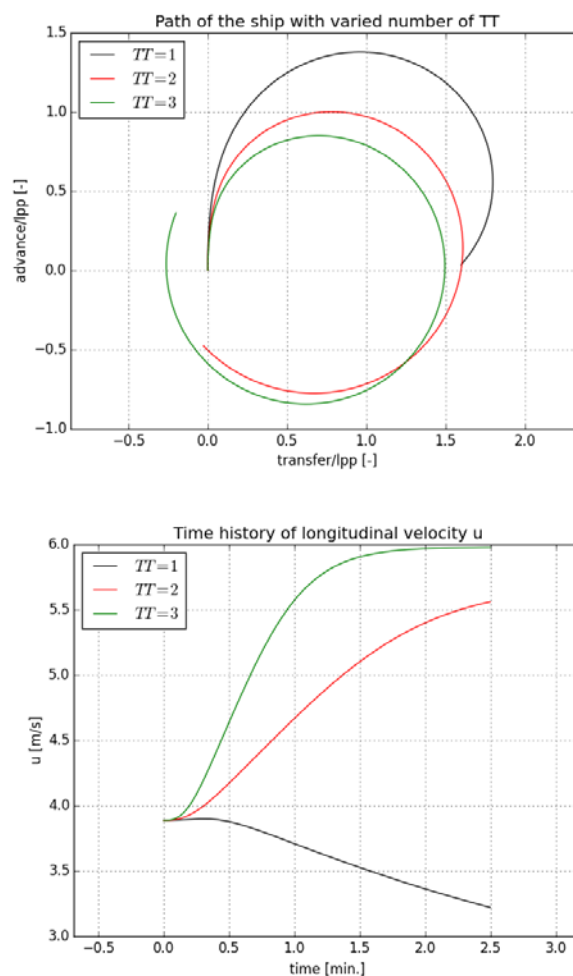 Path of the ship with varied number of TT
1.5
TT=1
TT=2
TT=3
1.0
0.5
0.0
−0.5
−1.0
advance/lpp [-]
−0.5 0.0 0.5 1.0 1.5 2.0
transfer/lpp [-]
Time history of longitudinal velocity u
6.0
TT=1
TT=2
TT=3
5.5
5.0
4.5
4.0
3.5
3.0
u [m/s]
−0.5 0.0 0.5 1.0 1.5 2.0 2.5 3.0
time [min.]